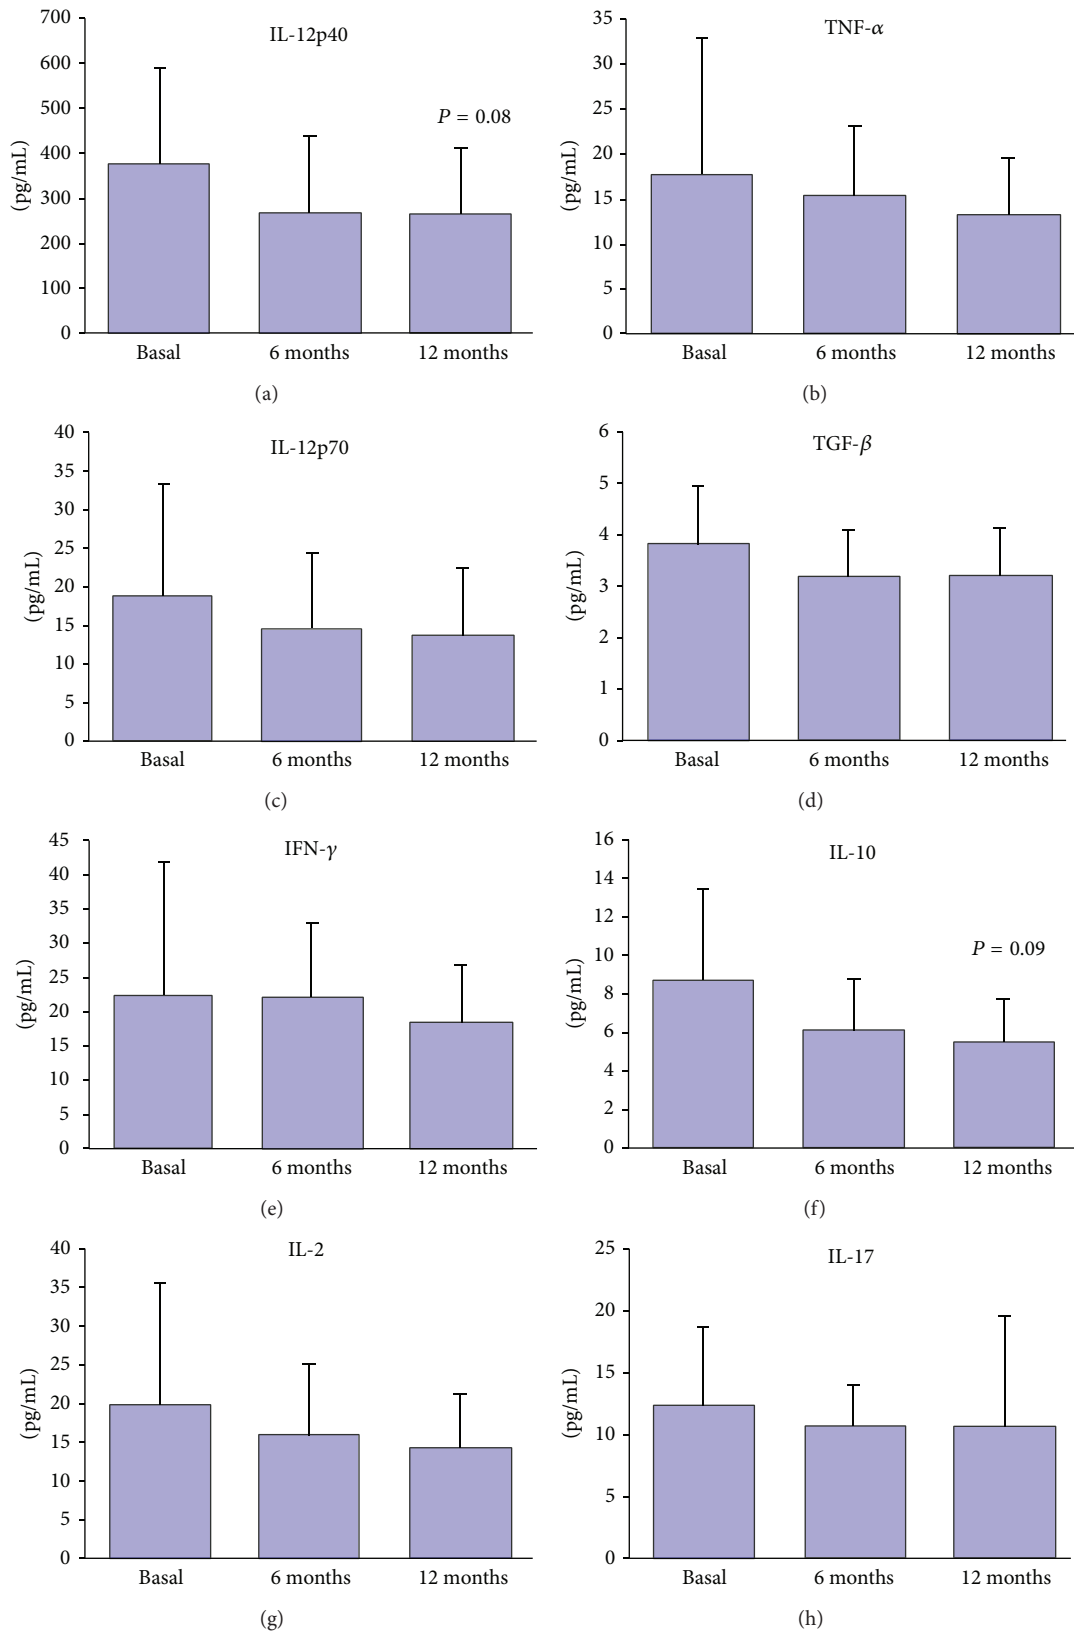 IL-12p40
700
600
500
400
300
200
100
0
(pg/mL)
P = 0.08
Basal
6 months
12 months
(a)
TNF-α
35
30
25
20
15
10
5
0
(pg/mL)
Basal
6 months
12 months
(b)
IL-12p70
40
35
30
25
20
15
10
5
0
(pg/mL)
Basal
6 months
12 months
(c)
TGF-β
6
5
4
3
2
1
0
(pg/mL)
Basal
6 months
12 months
(d)
IFN-γ
45
40
35
30
25
20
15
10
5
0
(pg/mL)
Basal
6 months
12 months
(e)
IL-10
16
14
12
10
8
6
4
2
0
(pg/mL)
P = 0.09
Basal
6 months
12 months
(f)
IL-2
40
35
30
25
20
15
10
5
0
(pg/mL)
Basal
6 months
12 months
(g)
IL-17
25
20
15
10
5
0
(pg/mL)
Basal
6 months
12 months
(h)